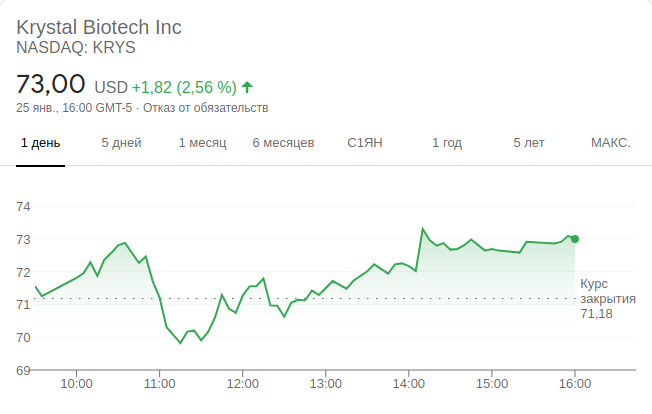 Krystal Biotech Inc
NASDAQ: KRYS
73,00 USD +1,82 (2,56 %)
25 янв., 16:00 GMT-5 · Отказ от обязательств
1 день 5 дней 1 месяц 6 месяцев С1ЯН 1 год 5 лет МАКС.
74
73
72
71
70
69
Курс
закрытия
71,18
10:00 11:00 12:00 13:00 14:00 15:00 16:00